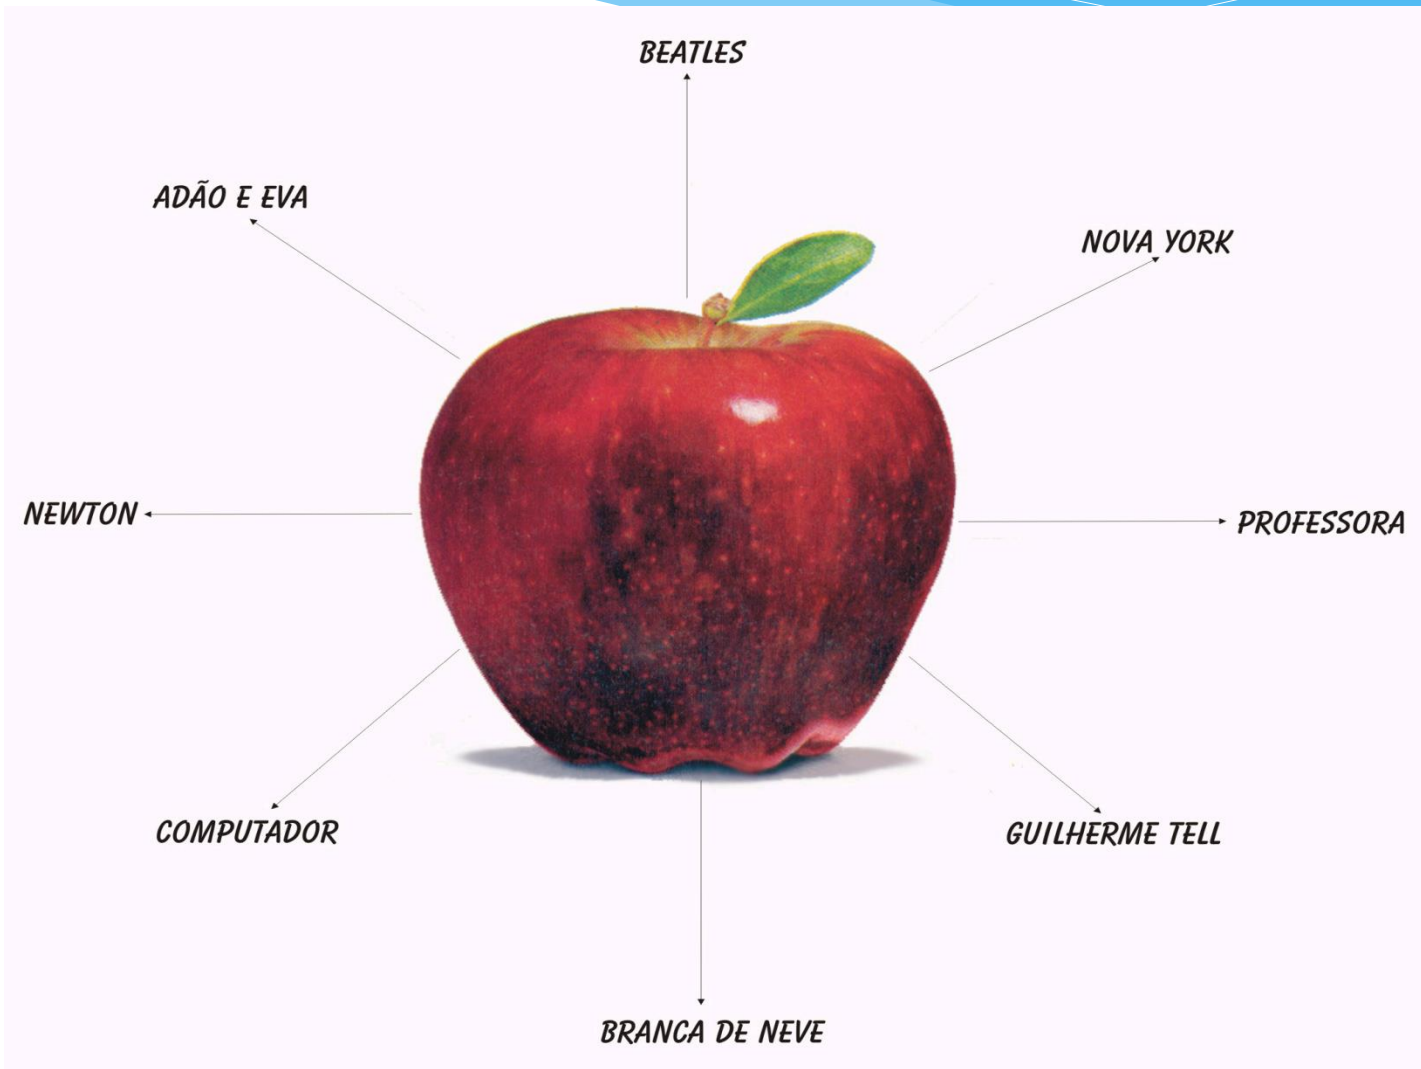 BEATLES
ADÃO E EVA
NOVA YORK
NEWTON
PROFESSORA
COMPUTADOR
GUILHERME TELL
BRANCA DE NEVE